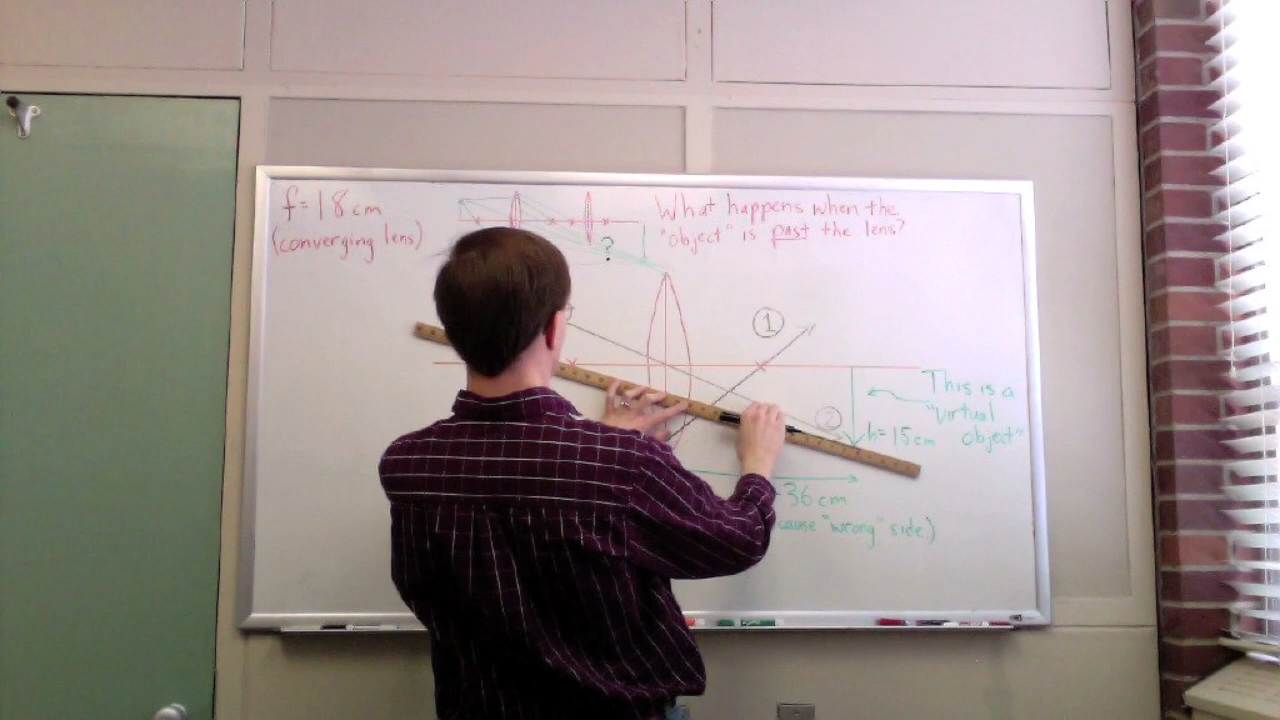 f=18cm
(converging lens)
?
What happens when the
"object" is past the lens?
1
2
This is a
"virtual
object"
h=15cm
36cm
"wrong" side)